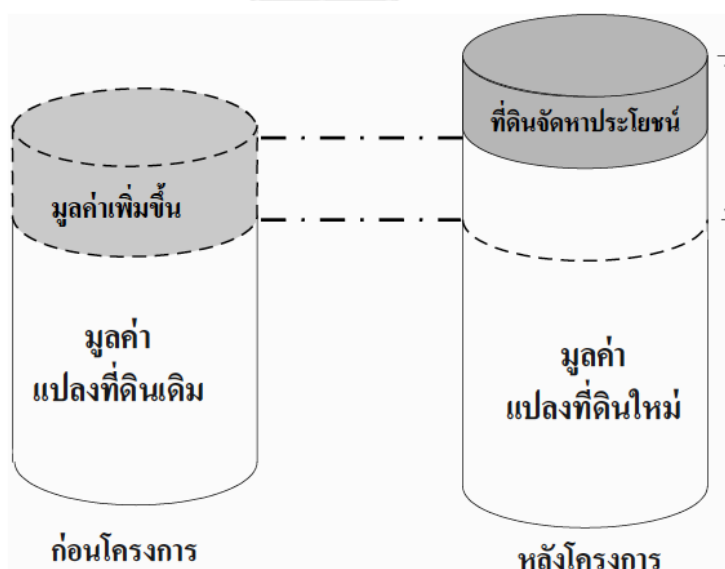 ที่ดินจัดหาประโยชน์
มูลค่าเพิ่มขึ้น
มูลค่า
แปลงที่ดินเดิม
มูลค่า
แปลงที่ดินใหม่
ก่อนโครงการ
หลังโครงการ